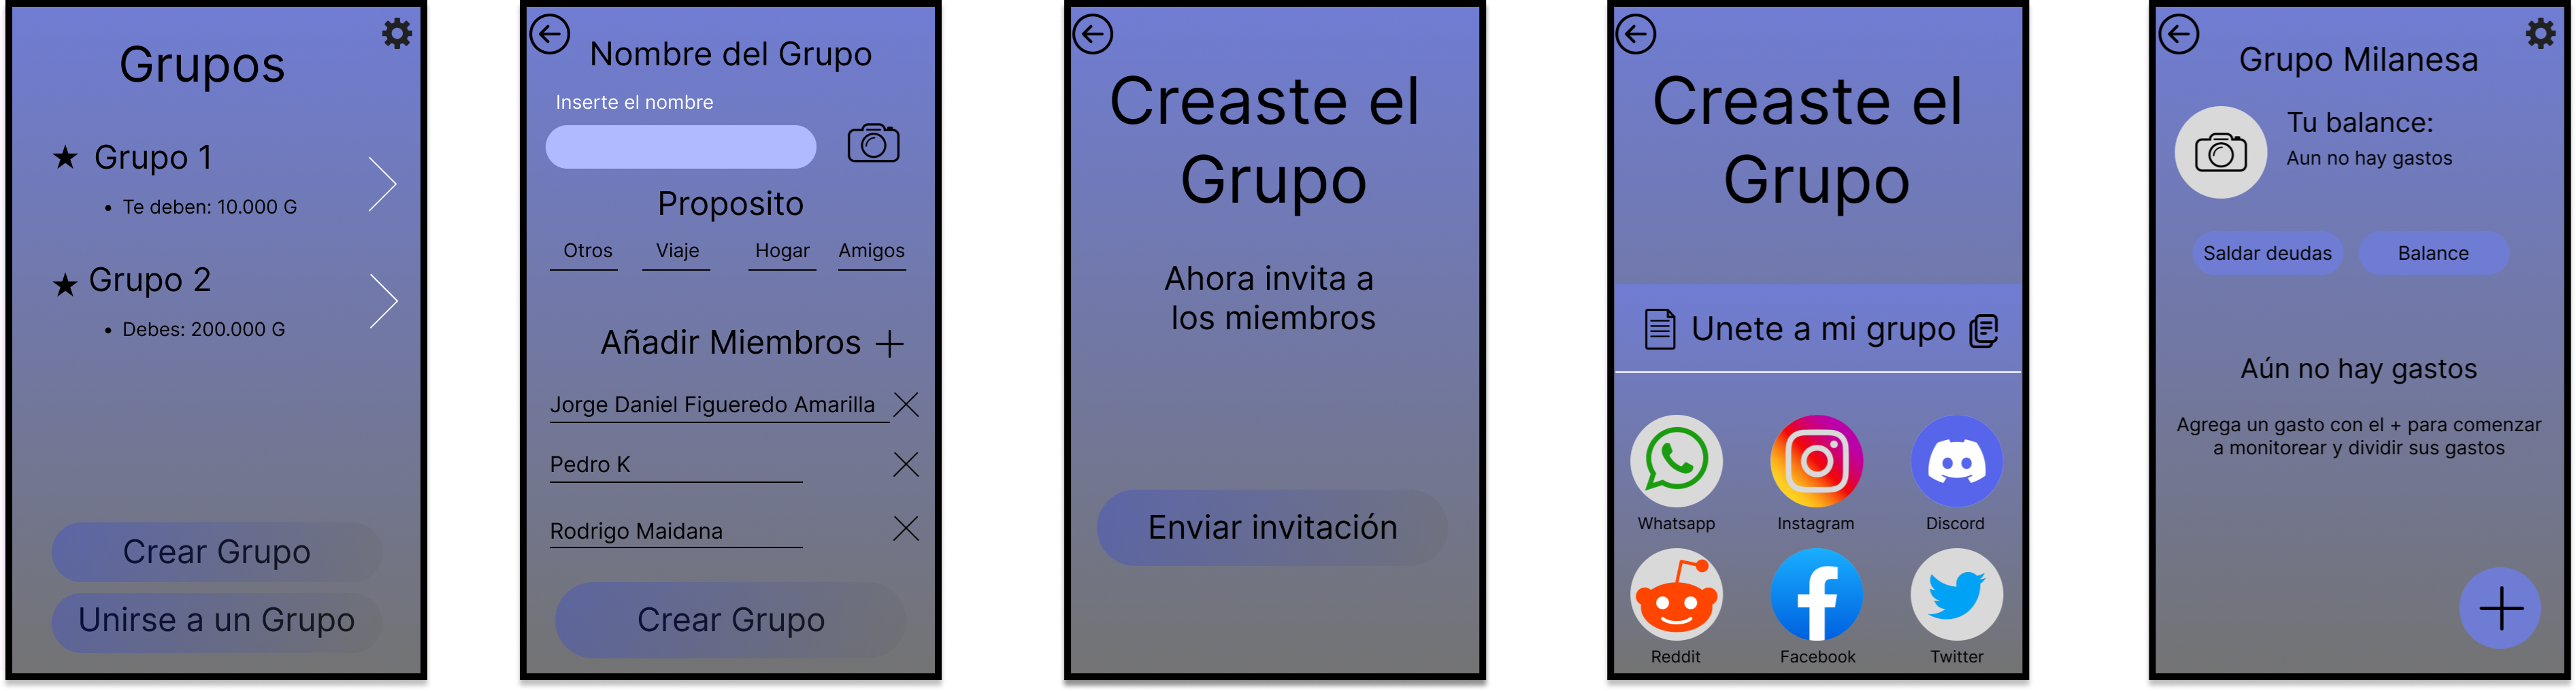 Grupos
★ Grupo 1
• Te deben: 10.000 G
★ Grupo 2
• Debes: 200.000 G
Crear Grupo
Unirse a un Grupo
Nombre del Grupo
Inserte el nombre
Proposito
Otros Viaje Hogar Amigos
Añadir Miembros +
Jorge Daniel Figueredo Amarilla
Pedro K
Rodrigo Maidana
Crear Grupo
Creaste el
Grupo
Ahora invita a
los miembros
Enviar invitación
Creaste el
Grupo
Unete a mi grupo
Whatsapp Instagram Discord
Reddit Facebook Twitter
Grupo Milanesa
Tu balance:
Aun no hay gastos
Saldar deudas Balance
Aún no hay gastos
Agrega un gasto con el + para comenzar
a monitorear y dividir sus gastos
+